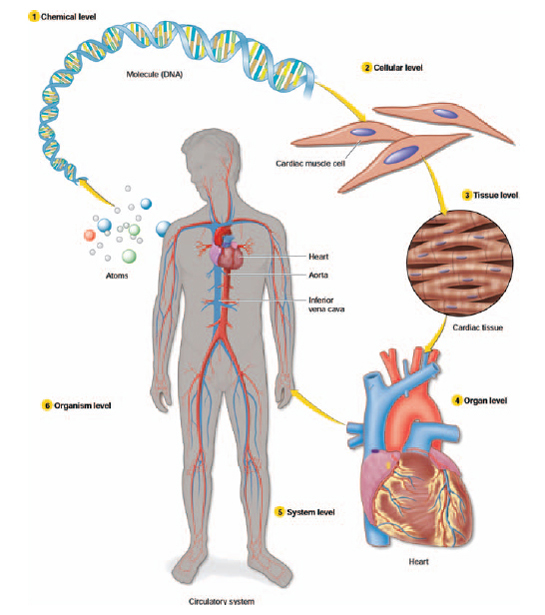 1 Chemical level
Molecule (DNA)
2 Cellular level
Cardiac muscle cell
3 Tissue level
Atoms
Heart
Aorta
Inferior
vena cava
Cardiac tissue
6 Organism level
4 Organ level
5 System level
Heart
Circulatory system